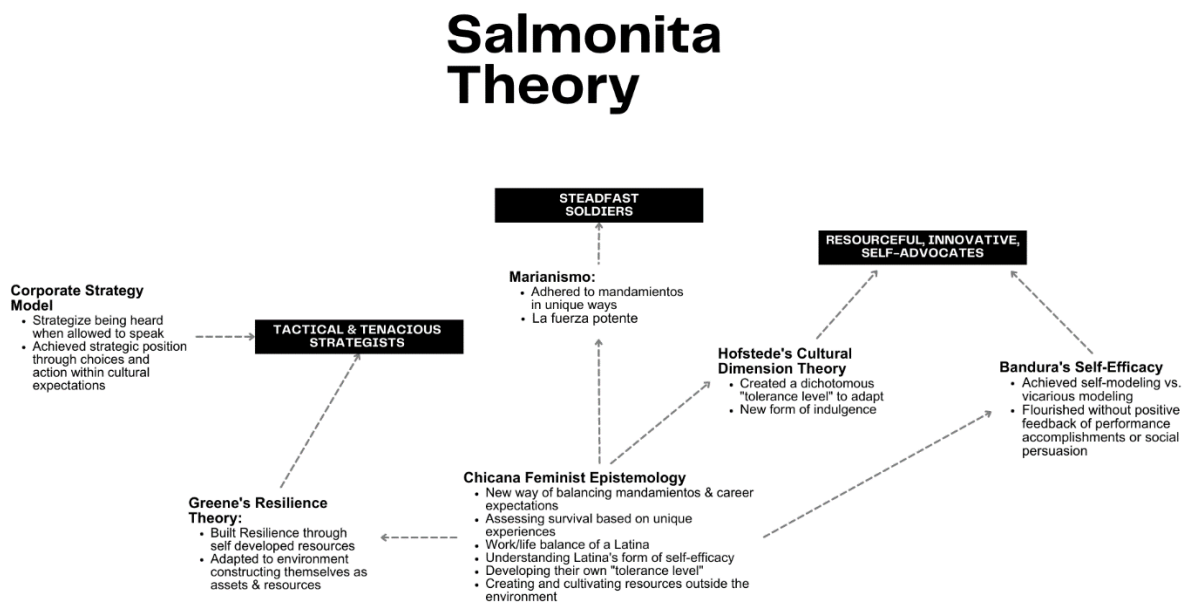 Salmonita
Theory
STEADFAST
SOLDIERS
RESOURCEFUL, INNOVATIVE,
SELF-ADVOCATES
Corporate Strategy
Model
• Strategize being heard
when allowed to speak
• Achieved strategic position
through choices and
action within cultural
expectations
TACTICAL & TENACIOUS
STRATEGISTS
Marianismo:
• Adhered to mandamientos
in unique ways
• La fuerza potente
Hofstede's Cultural
Dimension Theory
• Created a dichotomous
"tolerance level" to adapt
• New form of indulgence
Bandura's Self-Efficacy
• Achieved self-modeling vs.
vicarious modeling
• Flourished without positive
feedback of performance
accomplishments or social
persuasion
Greene's Resilience
Theory:
• Built Resilience through
self developed resources
• Adapted to environment
constructing themselves as
assets & resources
Chicana Feminist Epistemology
• New way of balancing mandamientos & career
expectations
• Assessing survival based on unique
experiences
• Work/life balance of a Latina
• Understanding Latina's form of self-efficacy
• Developing their own "tolerance level"
• Creating and cultivating resources outside the
environment